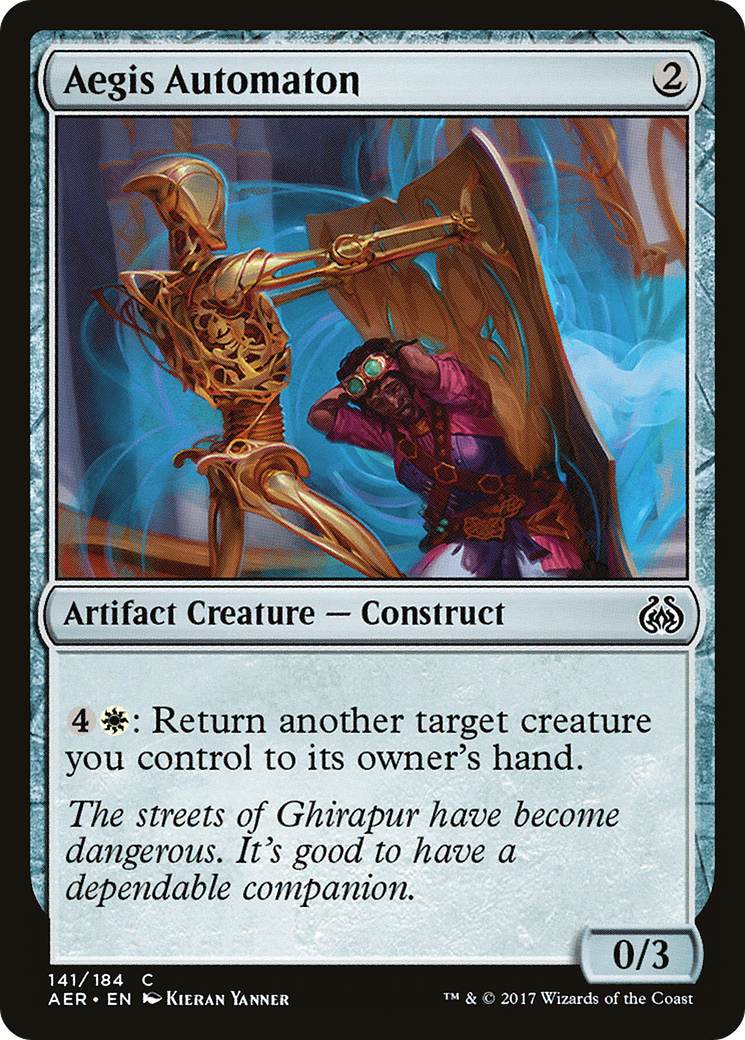 Aegis Automaton 2
Artifact Creature — Construct
4: Return another target creature
you control to its owner's hand.
The streets of Ghirapur have become
dangerous. It's good to have a
dependable companion.
0/3
141/184 C
AER • EN Kieran Yanner
™ & © 2017 Wizards of the Coast